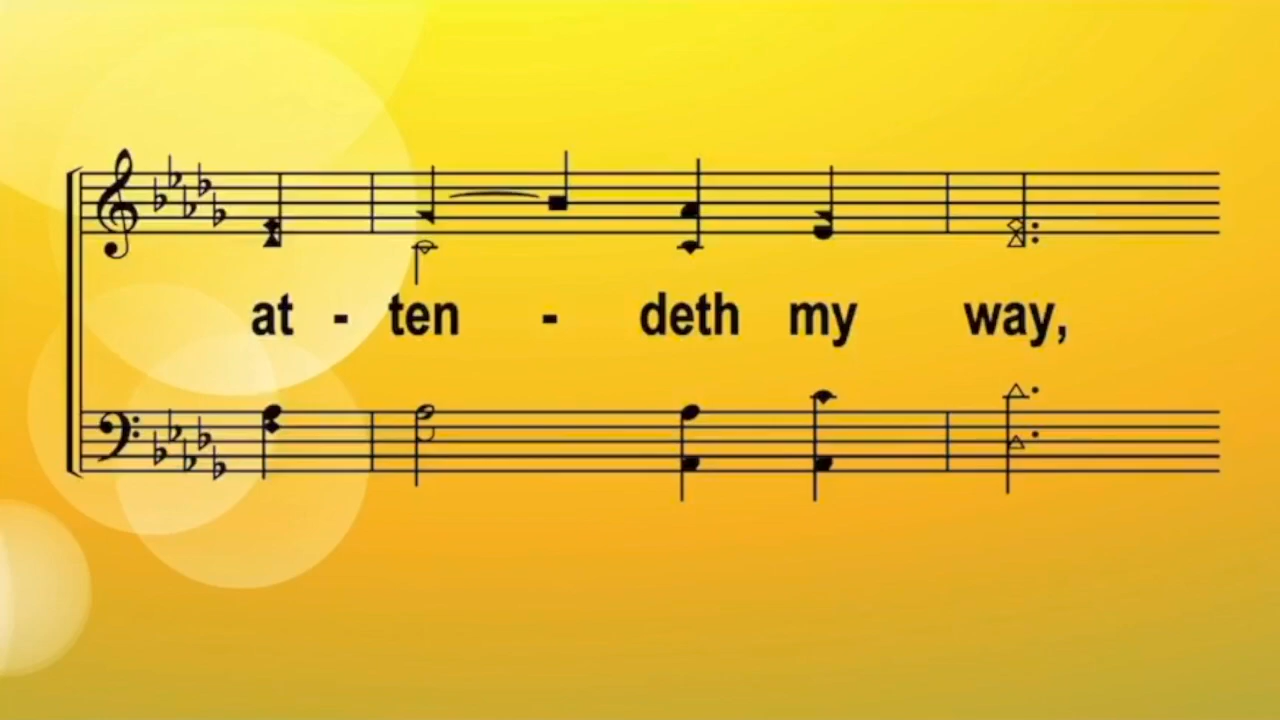 at - ten - deth my way,